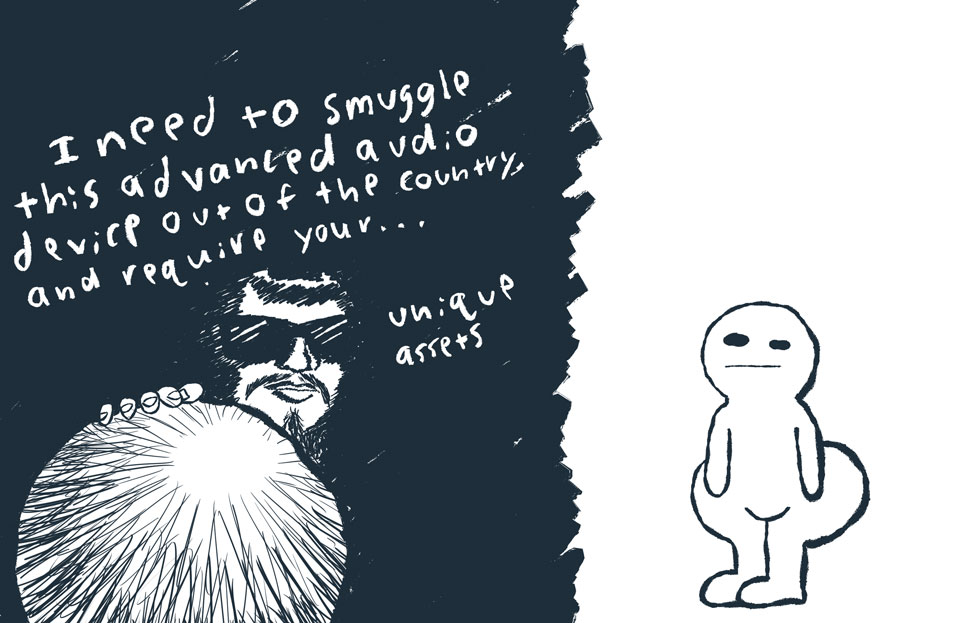 I need to smuggle
this advanced audio
device out of the country,
and require your...
unique
assets